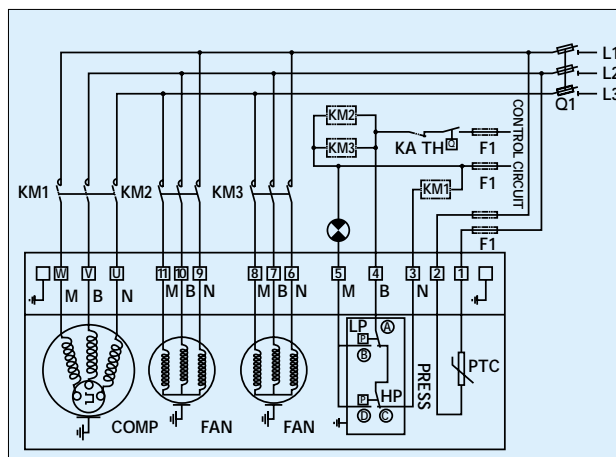 L1
L2
L3
Q1
KM2
KM3
KA TH
Q
F1
CONTROL CIRCUIT
F1
KM1
F1
KM1
KM2
KM3
W V U 11 10 9 8 7 6 5 4 3 2 1
M B N M B N M B N M B N
LP A
P
B
HP
P
D C
PRESS
PTC
COMP
FAN
FAN